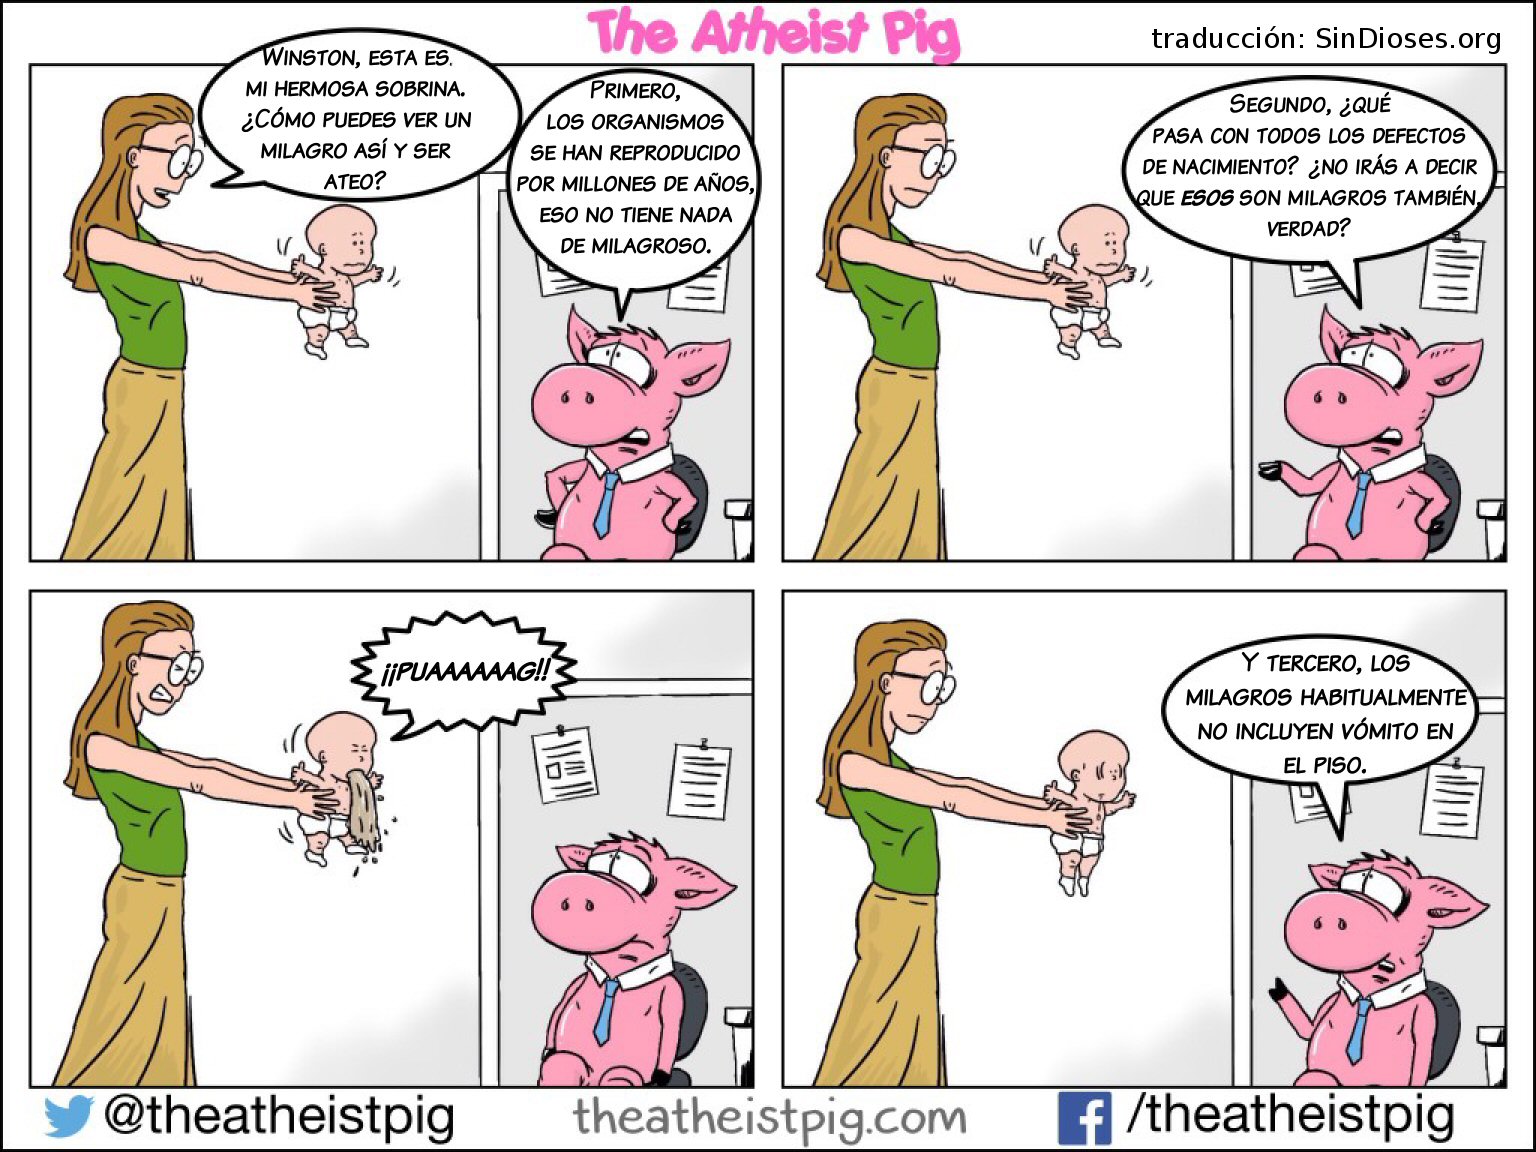 The Atheist Pig
traducción: SinDioses.org
WINSTON, ESTA ES.
MI HERMOSA SOBRINA.
¿CÓMO PUEDES VER UN
MILAGRO ASÍ Y SER
ATEO?
PRIMERO,
LOS ORGANISMOS
SE HAN REPRODUCIDO
POR MILLONES DE AÑOS,
ESO NO TIENE NADA
DE MILAGROSO.
SEGUNDO, ¿QUÉ
PASA CON TODOS LOS DEFECTOS
DE NACIMIENTO? ¿NO IRÁS A DECIR
QUE ESOS SON MILAGROS TAMBIÉN,
VERDAD?
¡¡PUAAAAAAG!!
Y TERCERO, LOS
MILAGROS HABITUALMENTE
NO INCLUYEN VÓMITO EN
EL PISO.
@theatheistpig
theatheistpig.com
/theatheistpig